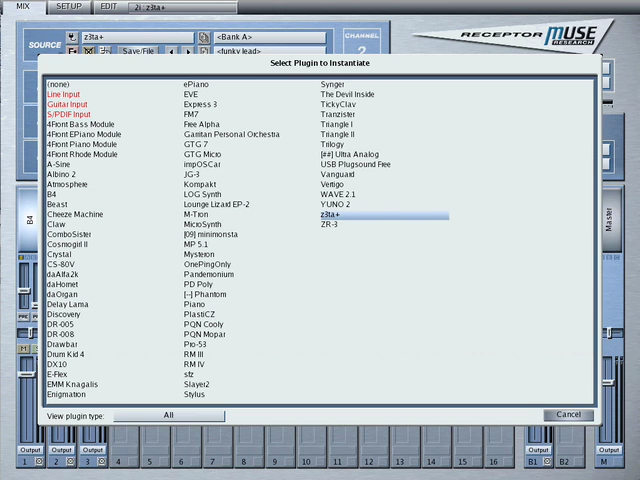 MIX SETUP EDIT 2i : z3ta+
SOURCE z3ta+ <Bank A> CHANNEL
Save/File <funky lead> 2
RECEPTOR MUSE RESEARCH
Select Plugin to Instantiate
(none)
Line Input
Guitar Input
S/PDIF Input
4Front Bass Module
4Front EPiano Module
4Front Piano Module
4Front Rhode Module
A-Sine
Albino 2
Atmosphere
B4
Beast
Cheeze Machine
Claw
ComboSister
Cosmogirl II
Crystal
CS-80V
daAlfa2k
daHornet
daOrgan
Delay Lama
Discovery
DR-005
DR-008
Drawbar
Drum Kid 4
DX10
E-Flex
EMM Knagalis
Enigmation
ePiano
EVE
Express 3
FM7
Free Alpha
Garritan Personal Orchestra
GTG 7
GTG Micro
impOSCar
JG-3
Kompakt
LOG Synth
Lounge Lizard EP-2
M-Tron
MicroSynth
[09] minimonsta
MP 5.1
Mysteron
OnePingOnly
Pandemonium
PD Poly
[--] Phantom
Piano
PlastiCZ
PQN Cooly
PQN Mopar
Pro-53
RM III
RM IV
sfz
Slayer2
Stylus
Synger
The Devil Inside
TickyClav
Tranzister
Triangle I
Triangle II
Trilogy
[##] Ultra Analog
USB Plugsound Free
Vanguard
Vertigo
WAVE 2.1
YUNO 2
z3ta+
ZR-3
View plugin type: All Cancel
B4
Master
PRE
M S
Output Output Output Output Output
1 2 3 4 5 6 7 8 9 10 11 12 13 14 15 16 B1 B2 M